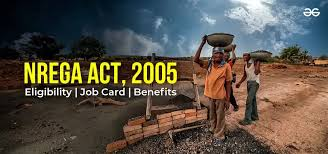 NREGA ACT, 2005
Eligibility | Job Card | Benefits